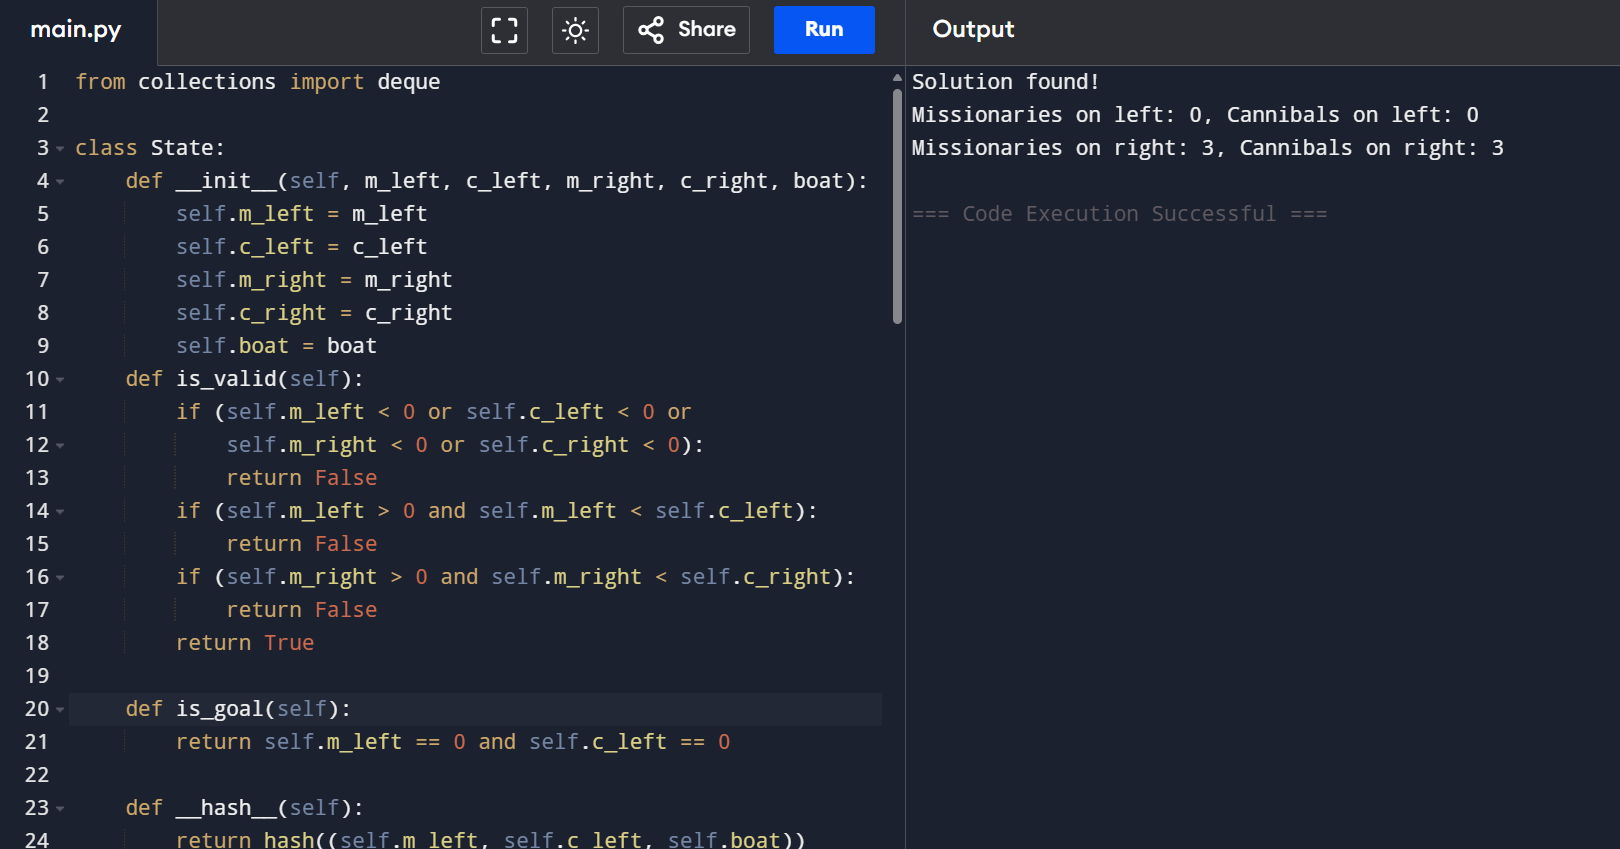 main.py Share Run Output
1 from collections import deque
2
3 class State:
4     def __init__(self, m_left, c_left, m_right, c_right, boat):
5         self.m_left = m_left
6         self.c_left = c_left
7         self.m_right = m_right
8         self.c_right = c_right
9         self.boat = boat
10     def is_valid(self):
11         if (self.m_left < 0 or self.c_left < 0 or
12             self.m_right < 0 or self.c_right < 0):
13             return False
14         if (self.m_left > 0 and self.m_left < self.c_left):
15             return False
16         if (self.m_right > 0 and self.m_right < self.c_right):
17             return False
18         return True
19
20     def is_goal(self):
21         return self.m_left == 0 and self.c_left == 0
22
23     def __hash__(self):
24         return hash((self.m_left, self.c_left, self.boat))
Solution found!
Missionaries on left: 0, Cannibals on left: 0
Missionaries on right: 3, Cannibals on right: 3
=== Code Execution Successful ===